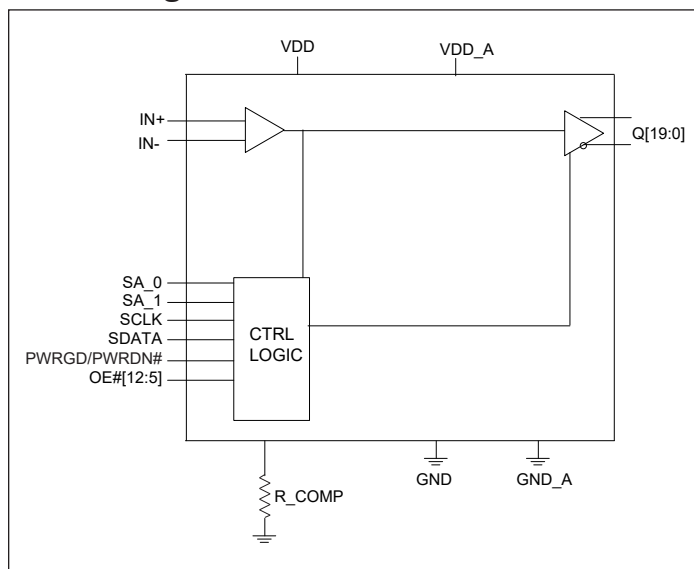 VDD
VDD_A
IN+
IN-
Q[19:0]
SA_0
SA_1
SCLK
SDATA
PWRGD/PWRDN#
OE#[12:5]
CTRL
LOGIC
GND
GND_A
R_COMP